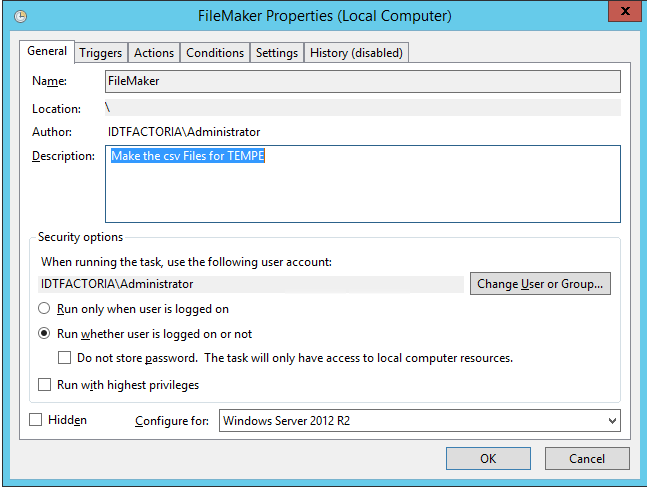 FileMaker Properties (Local Computer)
x
General Triggers Actions Conditions Settings History (disabled)
Name: FileMaker
Location: \
Author: IDTFACTORIA\Administrator
Description: Make the csv Files for TEMPE
Security options
When running the task, use the following user account:
IDTFACTORIA\Administrator Change User or Group...
Run only when user is logged on
Run whether user is logged on or not
Do not store password. The task will only have access to local computer resources.
Run with highest privileges
Hidden Configure for: Windows Server 2012 R2
OK Cancel